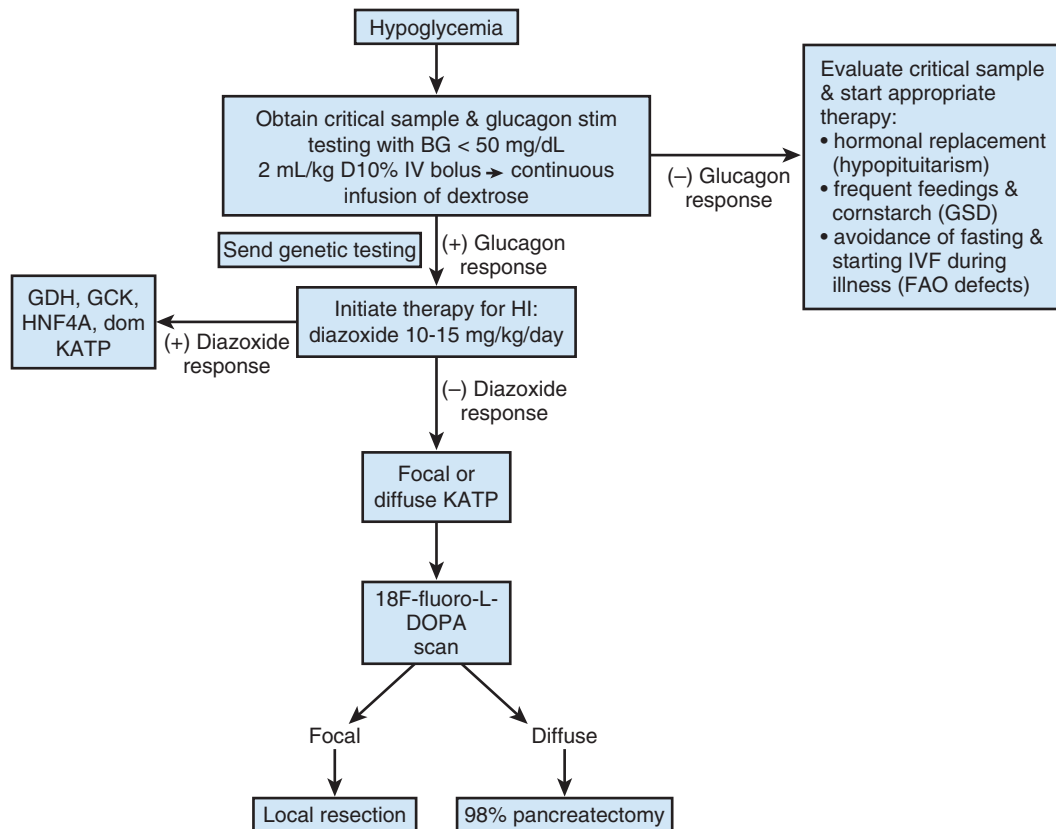 Hypoglycemia
Obtain critical sample & glucagon stim
testing with BG < 50 mg/dL
2 mL/kg D10% IV bolus → continuous
infusion of dextrose
(–) Glucagon
response
Evaluate critical sample
& start appropriate
therapy:
• hormonal replacement
(hypopituitarism)
• frequent feedings &
cornstarch (GSD)
• avoidance of fasting &
starting IVF during
illness (FAO defects)
Send genetic testing
(+) Glucagon
response
Initiate therapy for HI:
diazoxide 10-15 mg/kg/day
(+) Diazoxide
response
GDH, GCK,
HNF4A, dom
KATP
(–) Diazoxide
response
Focal or
diffuse KATP
18F-fluoro-L-
DOPA
scan
Focal
Diffuse
Local resection
98% pancreatectomy